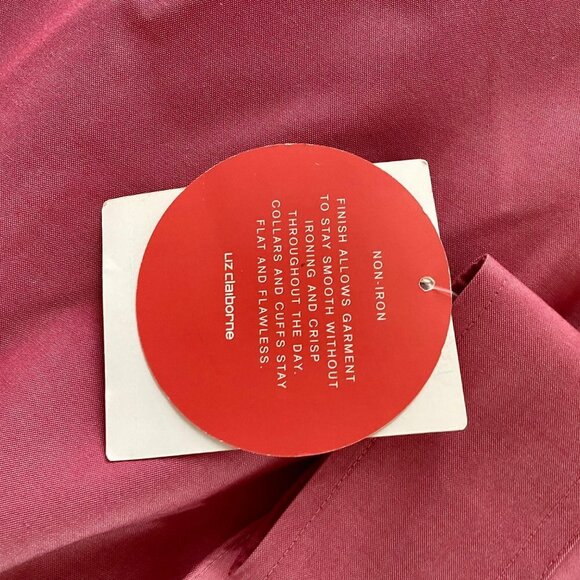 NON-IRON
FINISH ALLOWS GARMENT
TO STAY SMOOTH WITHOUT
IRONING AND CRISP
THROUGHOUT THE DAY.
COLLARS AND CUFFS STAY
FLAT AND FLAWLESS.
Liz claiborne